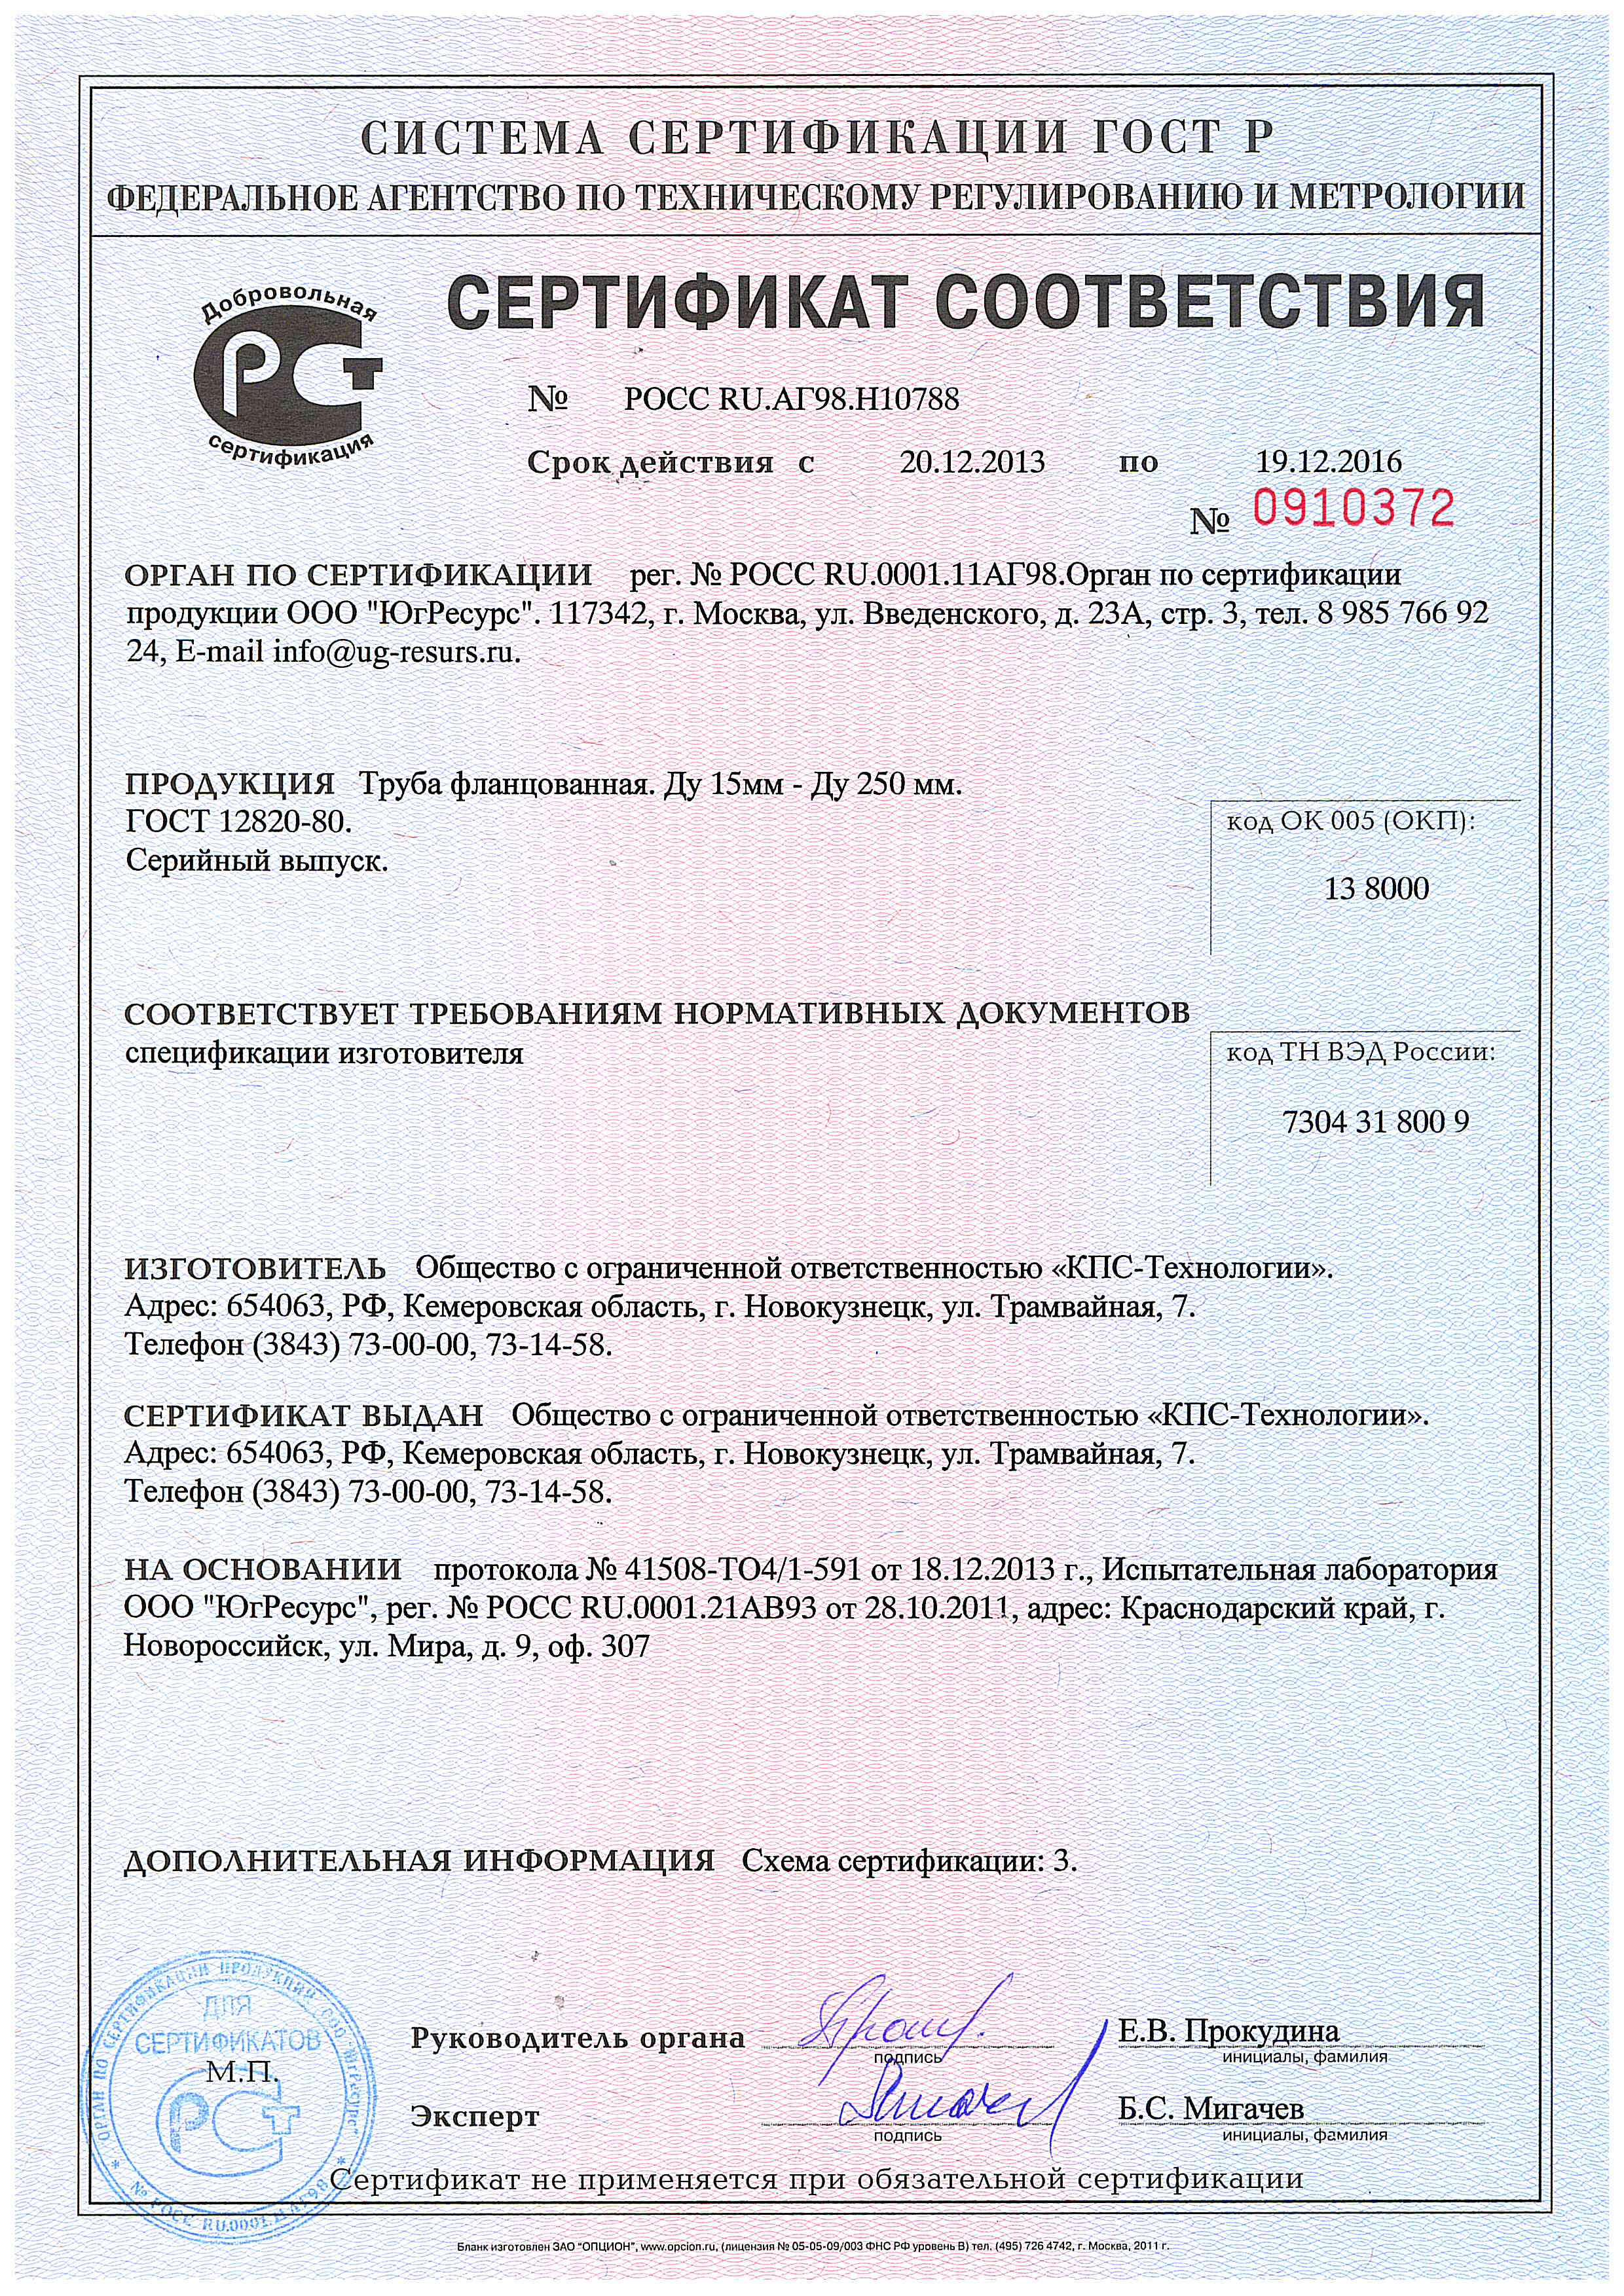 СИСТЕМА СЕРТИФИКАЦИИ ГОСТ Р
ФЕДЕРАЛЬНОЕ АГЕНТСТВО ПО ТЕХНИЧЕСКОМУ РЕГУЛИРОВАНИЮ И МЕТРОЛОГИИ
Добровольная
РСТ
сертификация
СЕРТИФИКАТ СООТВЕТСТВИЯ
№ РОСС RU.АГ98.Н10788
Срок действия с 20.12.2013 по 19.12.2016
№ 0910372
ОРГАН ПО СЕРТИФИКАЦИИ рег. № РОСС RU.0001.11АГ98.Орган по сертификации
продукции ООО "ЮгРесурс". 117342, г. Москва, ул. Введенского, д. 23А, стр. 3, тел. 8 985 766 92
24, E-mail info@ug-resurs.ru.
ПРОДУКЦИЯ Труба фланцованная. Ду 15мм - Ду 250 мм.
ГОСТ 12820-80.
Серийный выпуск.
код ОК 005 (ОКП):
13 8000
СООТВЕТСТВУЕТ ТРЕБОВАНИЯМ НОРМАТИВНЫХ ДОКУМЕНТОВ
спецификации изготовителя
код ТН ВЭД России:
7304 31 800 9
ИЗГОТОВИТЕЛЬ Общество с ограниченной ответственностью «КПС-Технологии».
Адрес: 654063, РФ, Кемеровская область, г. Новокузнецк, ул. Трамвайная, 7.
Телефон (3843) 73-00-00, 73-14-58.
СЕРТИФИКАТ ВЫДАН Общество с ограниченной ответственностью «КПС-Технологии».
Адрес: 654063, РФ, Кемеровская область, г. Новокузнецк, ул. Трамвайная, 7.
Телефон (3843) 73-00-00, 73-14-58.
НА ОСНОВАНИИ протокола № 41508-ТО4/1-591 от 18.12.2013 г., Испытательная лаборатория
ООО "ЮгРесурс", рег. № РОСС RU.0001.21АВ93 от 28.10.2011, адрес: Краснодарский край, г.
Новороссийск, ул. Мира, д. 9, оф. 307
ДОПОЛНИТЕЛЬНАЯ ИНФОРМАЦИЯ Схема сертификации: 3.
ОРГАН ПО СЕРТИФИКАЦИИ ПРОДУКЦИИ ООО "ЮгРесурс"
ДЛЯ
СЕРТИФИКАТОВ
М.П.
РСТ
№ РОСС RU.0001.11АГ98
Руководитель органа
подпись
Е.В. Прокудина
инициалы, фамилия
Эксперт
подпись
Б.С. Мигачев
инициалы, фамилия
Сертификат не применяется при обязательной сертификации
Бланк изготовлен ЗАО "ОПЦИОН", www.opcion.ru, (лицензия № 05-05-09/003 ФНС РФ уровень В) тел. (495) 726 4742, г. Москва, 2011 г.